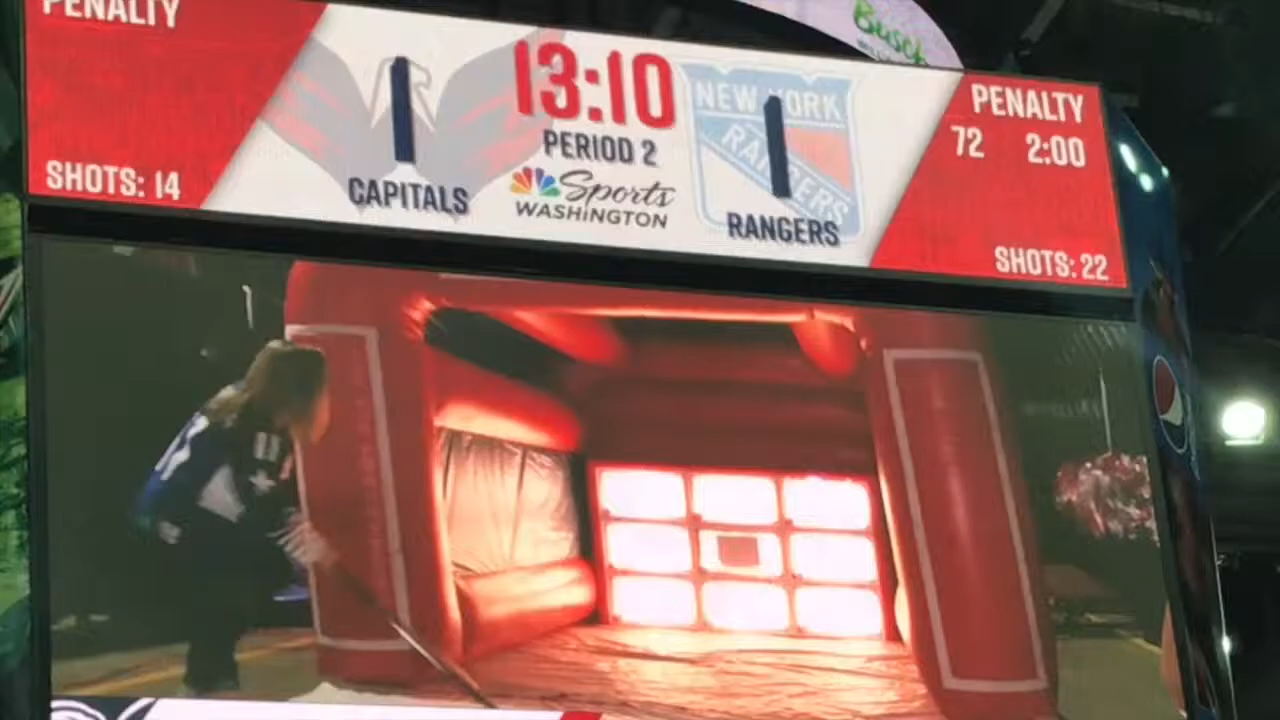 PENALTY
SHOTS: 14
1
CAPITALS
13:10
PERIOD 2
Sports
WASHINGTON
NEW YORK
RANGERS
1
RANGERS
PENALTY
72 2:00
SHOTS: 22
Busch